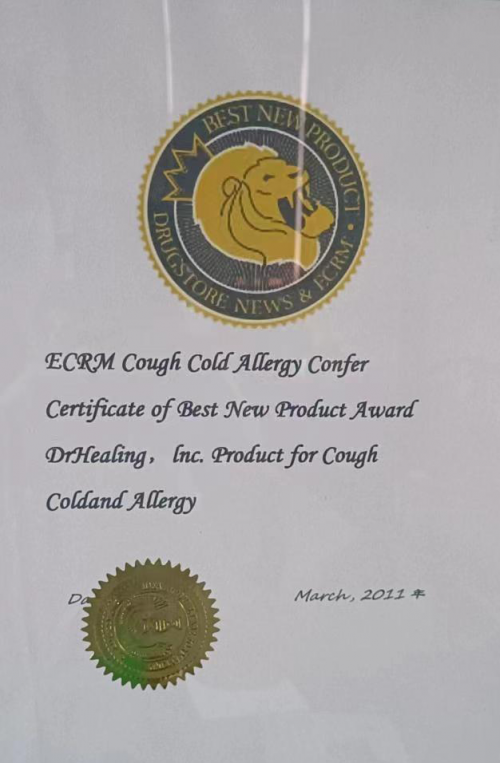 BEST NEW PRODUCT • DRUGSTORE NEWS & ECRM
ECRM Cough Cold Allergy Confer
Certificate of Best New Product Award
DrHealing，lnc. Product for Cough
Coldand Allergy
Da
March, 2011 年